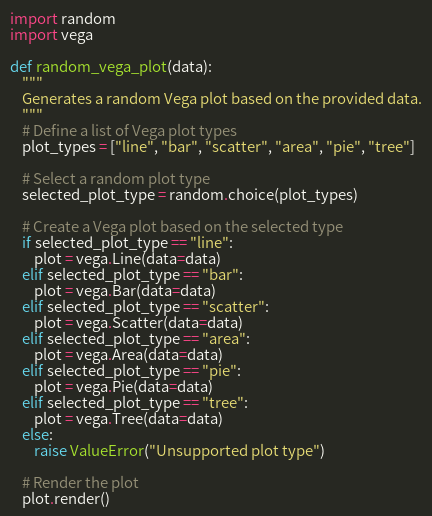 import random
import vega

def random_vega_plot(data):
    """
    Generates a random Vega plot based on the provided data.
    """
    # Define a list of Vega plot types
    plot_types = ["line", "bar", "scatter", "area", "pie", "tree"]

    # Select a random plot type
    selected_plot_type = random.choice(plot_types)

    # Create a Vega plot based on the selected type
    if selected_plot_type == "line":
        plot = vega.Line(data=data)
    elif selected_plot_type == "bar":
        plot = vega.Bar(data=data)
    elif selected_plot_type == "scatter":
        plot = vega.Scatter(data=data)
    elif selected_plot_type == "area":
        plot = vega.Area(data=data)
    elif selected_plot_type == "pie":
        plot = vega.Pie(data=data)
    elif selected_plot_type == "tree":
        plot = vega.Tree(data=data)
    else:
        raise ValueError("Unsupported plot type")

    # Render the plot
    plot.render()